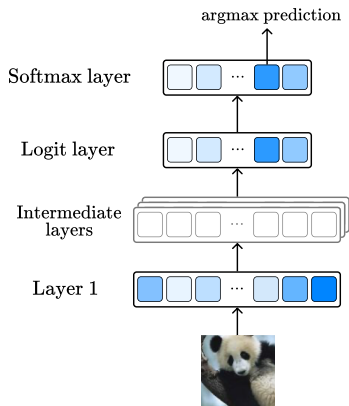 argmax prediction
Softmax layer
...
Logit layer
...
Intermediate
layers
...
Layer 1
...